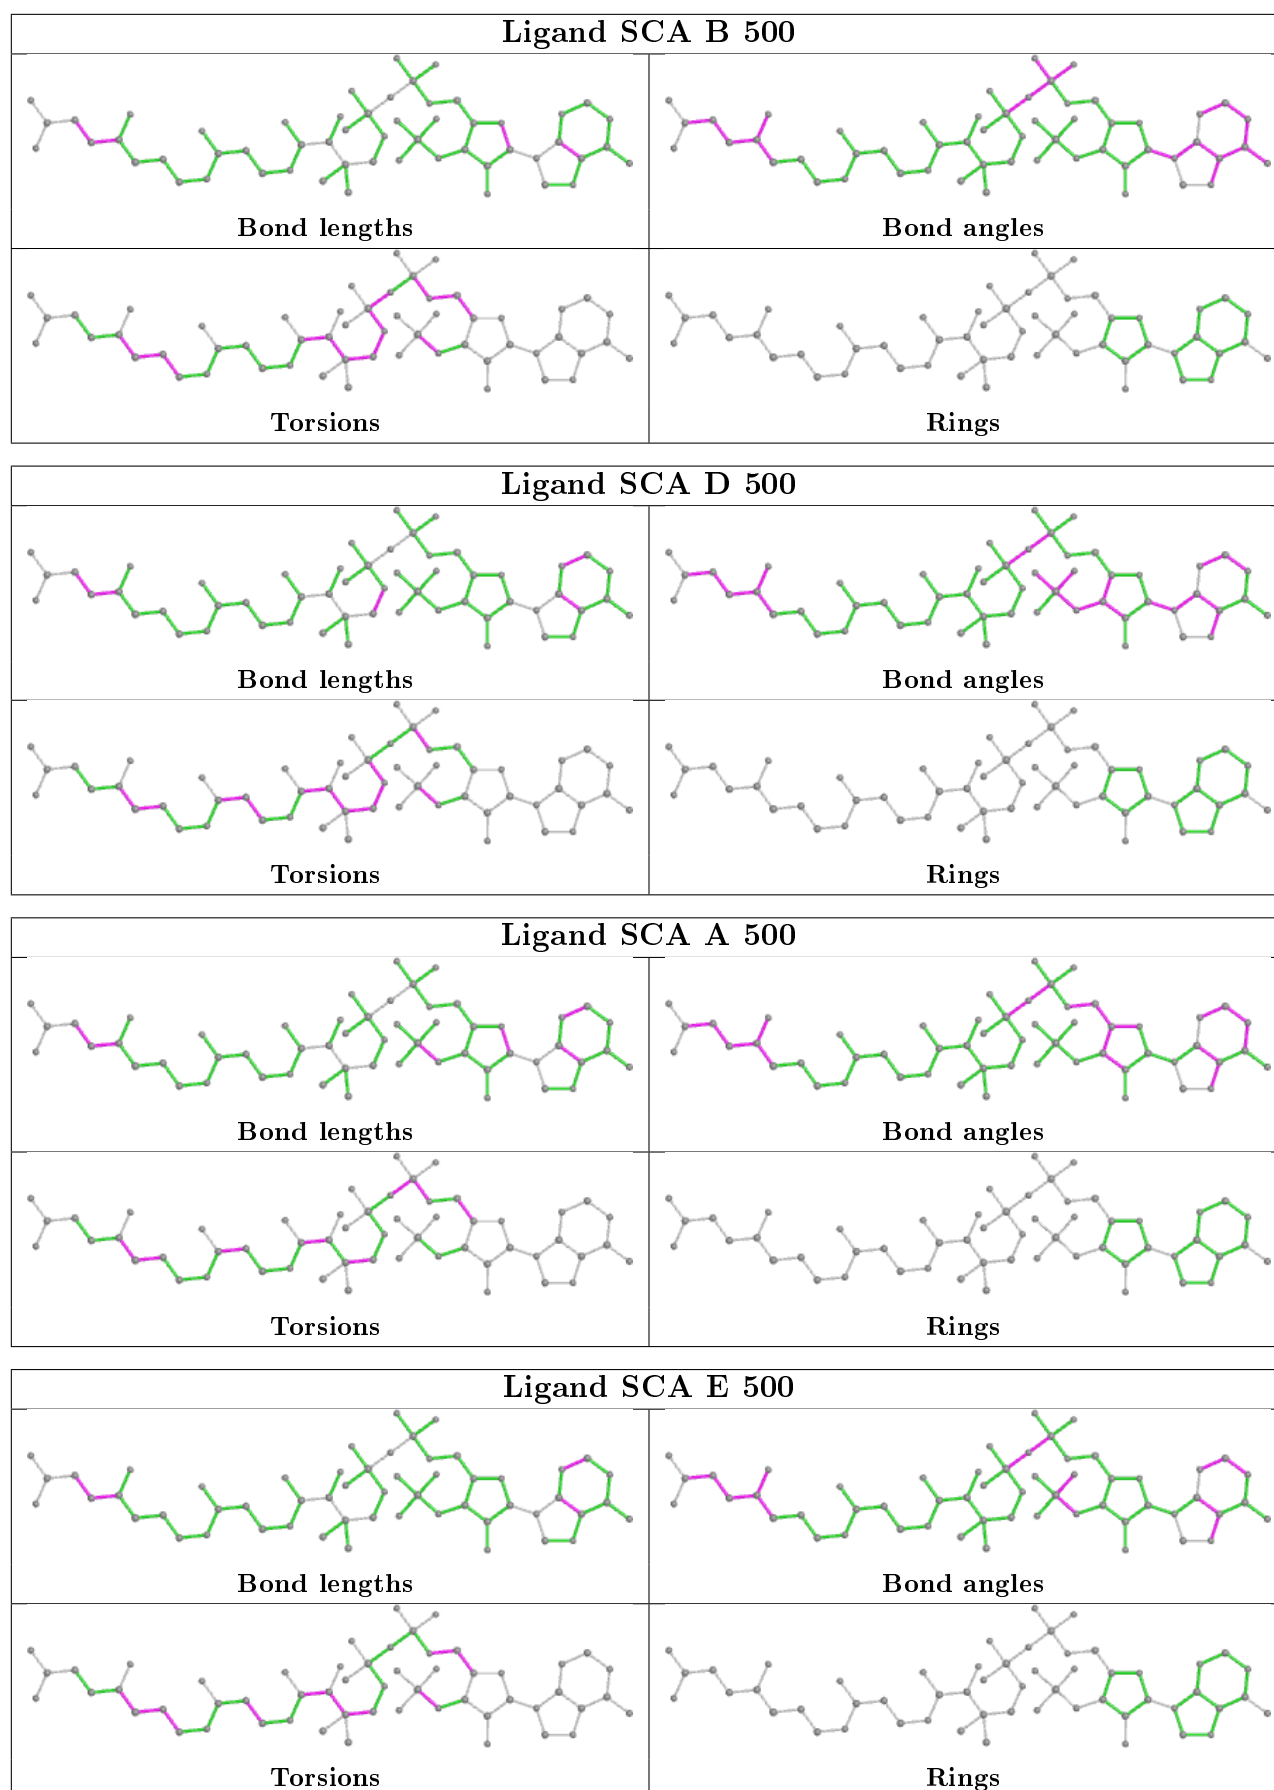 Ligand SCA B 500
Bond lengths
Bond angles
Torsions
Rings
Ligand SCA D 500
Bond lengths
Bond angles
Torsions
Rings
Ligand SCA A 500
Bond lengths
Bond angles
Torsions
Rings
Ligand SCA E 500
Bond lengths
Bond angles
Torsions
Rings